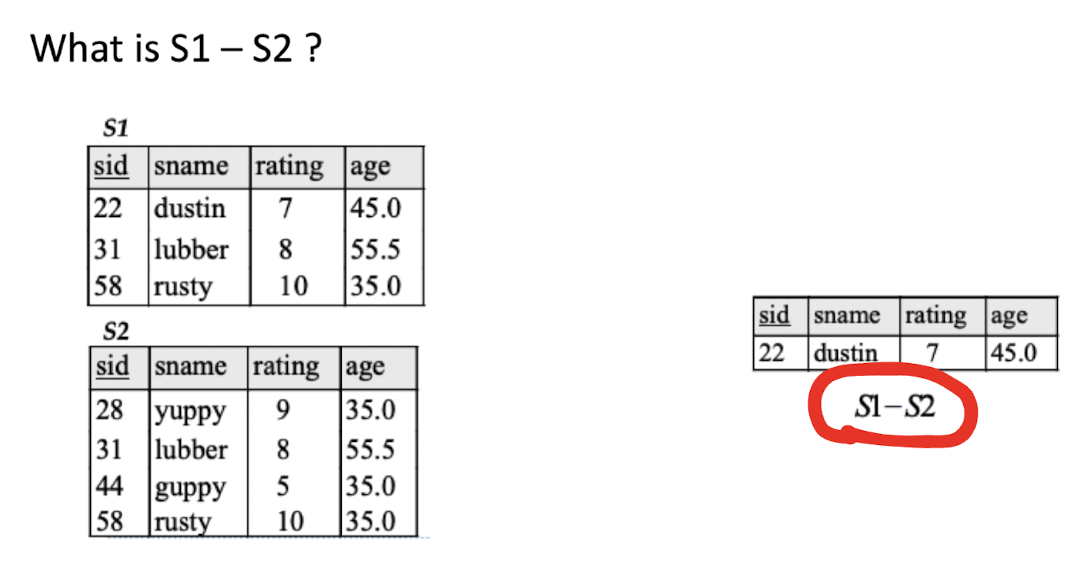 What is S1 – S2 ?
S1
sid sname rating age
22 dustin 7 45.0
31 lubber 8 55.5
58 rusty 10 35.0
S2
sid sname rating age
28 yuppy 9 35.0
31 lubber 8 55.5
44 guppy 5 35.0
58 rusty 10 35.0
sid sname rating age
22 dustin 7 45.0
S1–S2